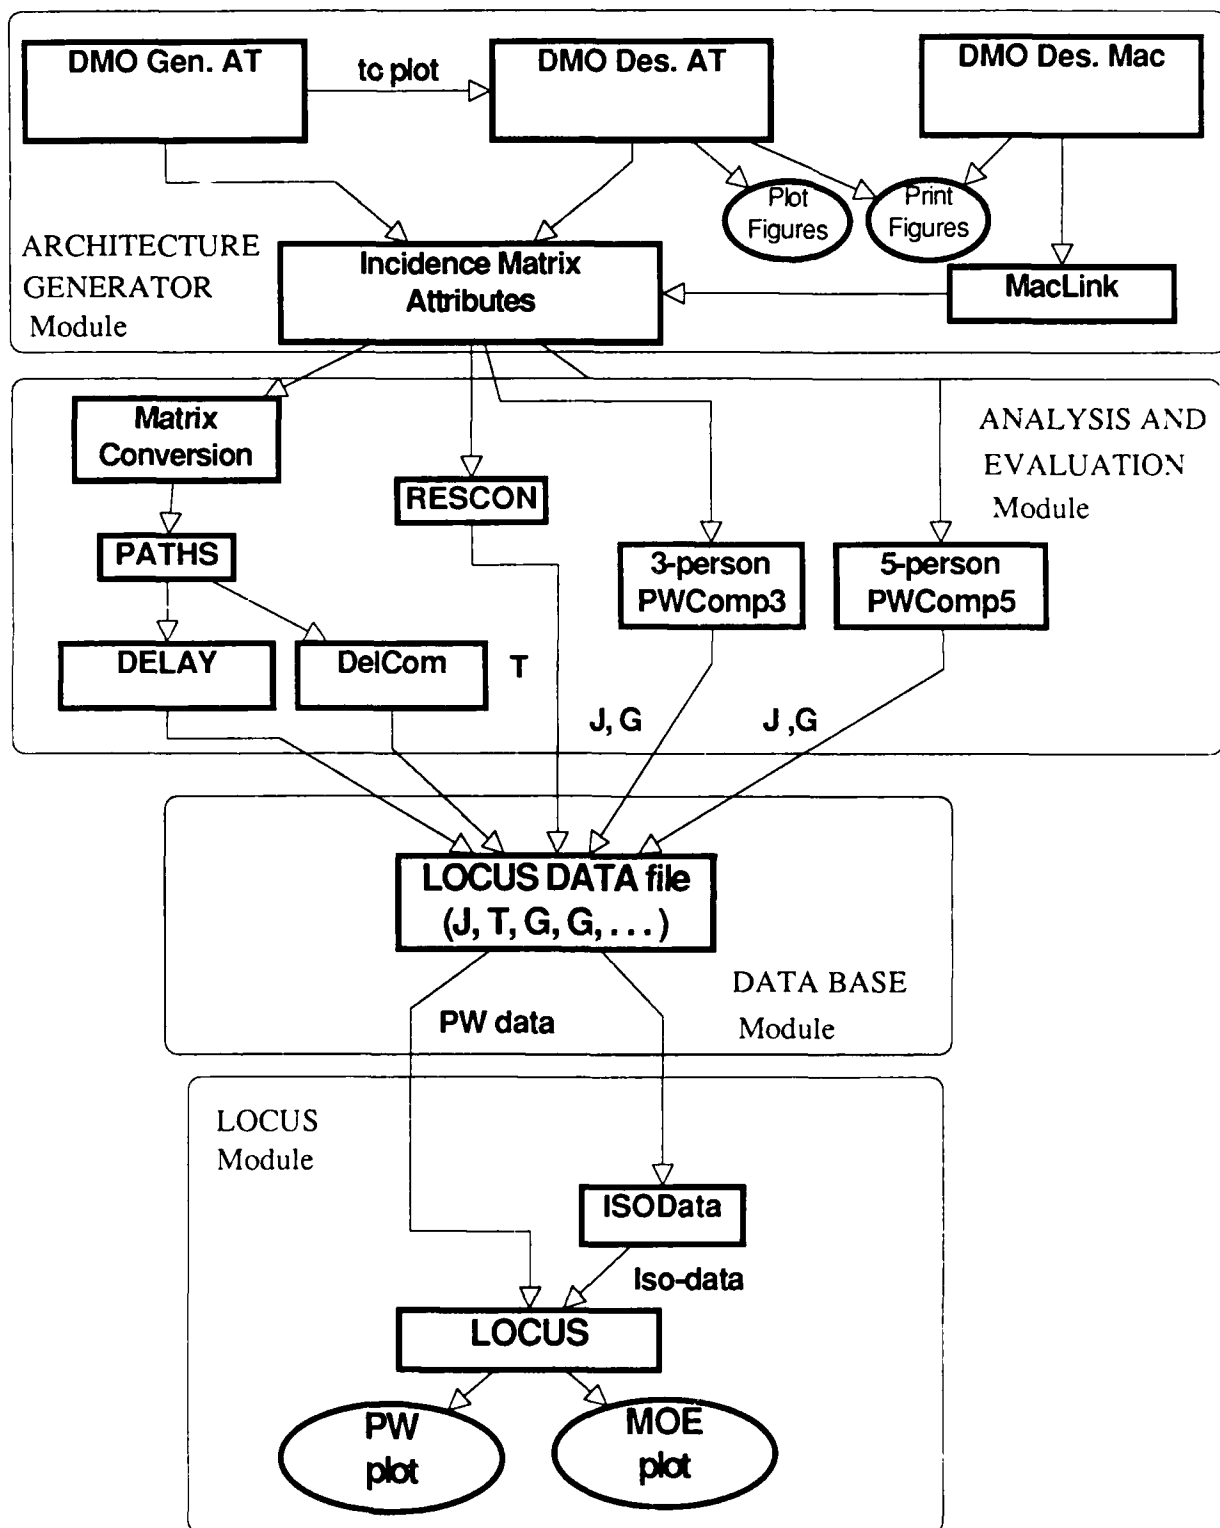 DMO Gen. AT
to plot
DMO Des. AT
DMO Des. Mac
Plot
Figures
Print
Figures
ARCHITECTURE
GENERATOR
Module
Incidence Matrix
Attributes
MacLink
Matrix
Conversion
ANALYSIS AND
EVALUATION
Module
RESCON
PATHS
3-person
PWComp3
5-person
PWComp5
DELAY
DelCom
T
J, G
J ,G
LOCUS DATA file
(J, T, G, G, . . . )
DATA BASE
Module
PW data
LOCUS
Module
ISOData
Iso-data
LOCUS
PW
plot
MOE
plot